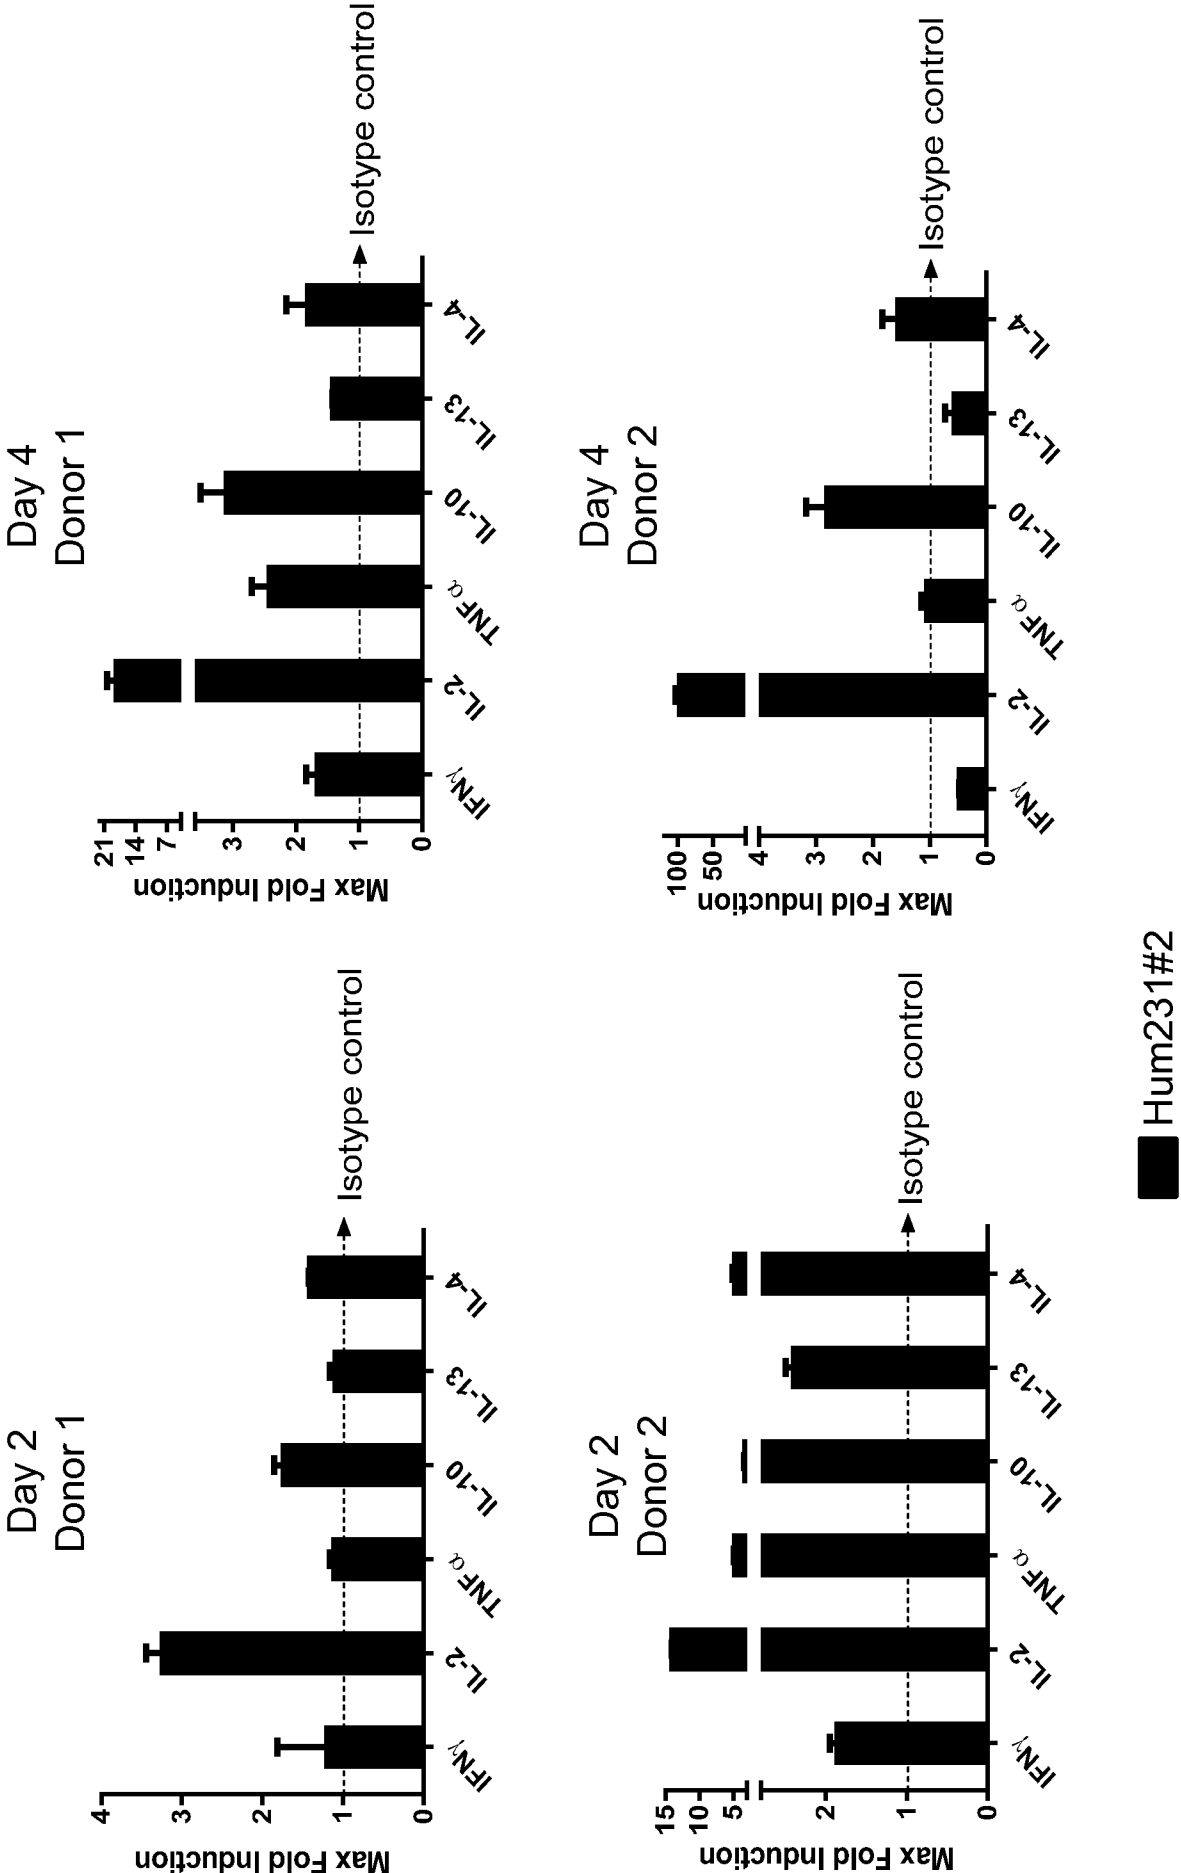 Day 2
Donor 1
Max Fold Induction
4
3
2
1
0
IFNγ
IL-2
TNFα
IL-10
IL-13
IL-4
Isotype control
Day 4
Donor 1
Max Fold Induction
21
14
7
3
2
1
0
IFNγ
IL-2
TNFα
IL-10
IL-13
IL-4
Isotype control
Day 2
Donor 2
Max Fold Induction
15
10
5
2
1
0
IFNγ
IL-2
TNFα
IL-10
IL-13
IL-4
Isotype control
Day 4
Donor 2
Max Fold Induction
100
50
4
3
2
1
0
IFNγ
IL-2
TNFα
IL-10
IL-13
IL-4
Isotype control
Hum231#2